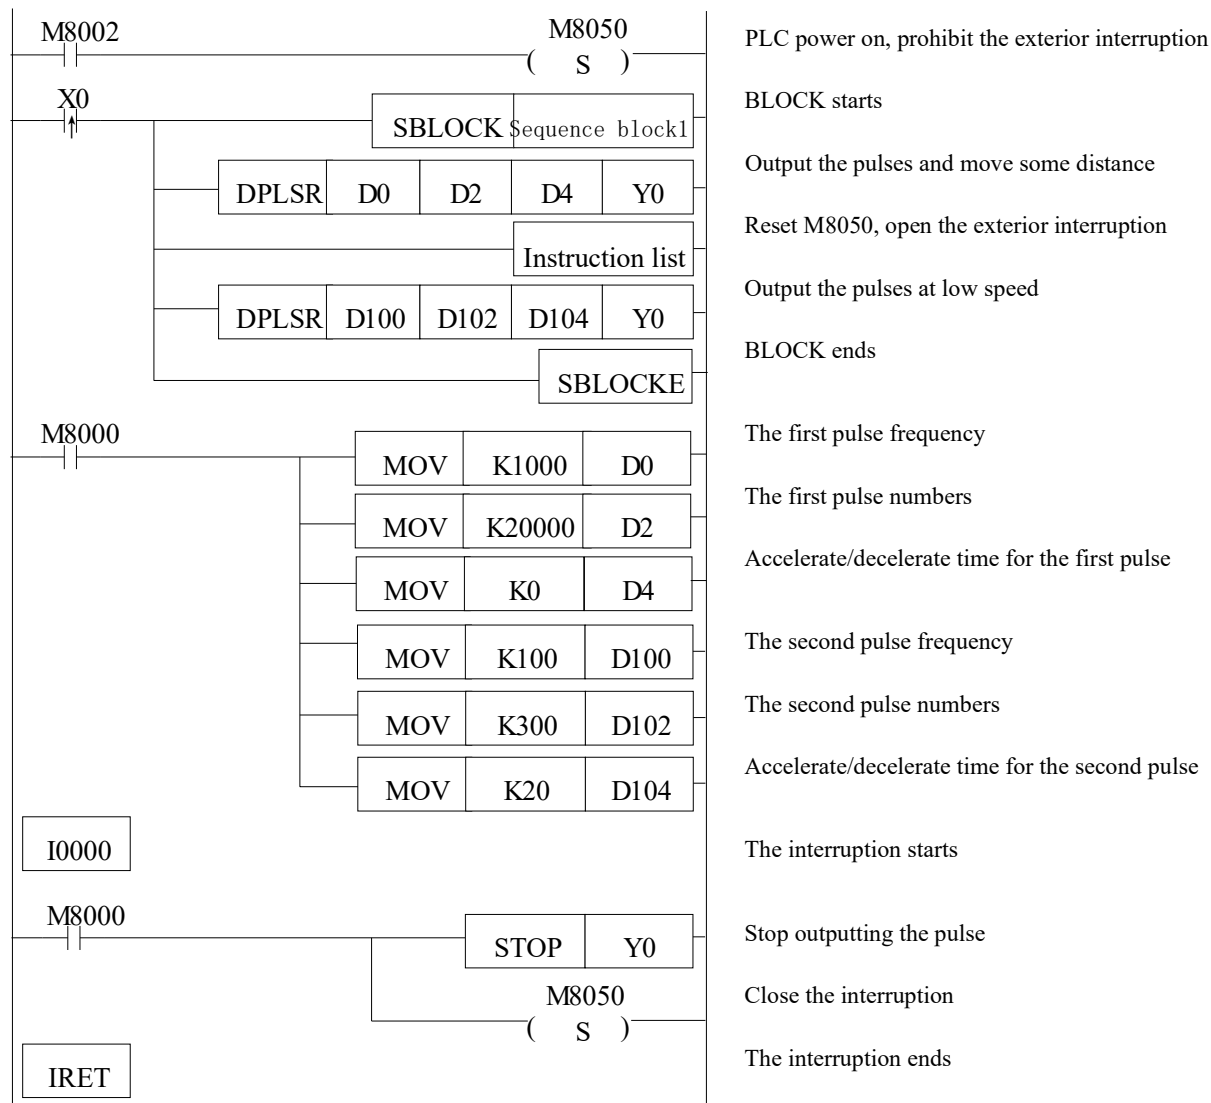 M8002
M8050
( S )
PLC power on, prohibit the exterior interruption
X0
SBLOCK Sequence block1
BLOCK starts
DPLSR D0 D2 D4 Y0
Output the pulses and move some distance
Instruction list
Reset M8050, open the exterior interruption
DPLSR D100 D102 D104 Y0
Output the pulses at low speed
SBLOCKE
BLOCK ends
M8000
MOV K1000 D0
The first pulse frequency
MOV K20000 D2
The first pulse numbers
MOV K0 D4
Accelerate/decelerate time for the first pulse
MOV K100 D100
The second pulse frequency
MOV K300 D102
The second pulse numbers
MOV K20 D104
Accelerate/decelerate time for the second pulse
I0000
The interruption starts
M8000
STOP Y0
Stop outputting the pulse
M8050
( S )
Close the interruption
IRET
The interruption ends